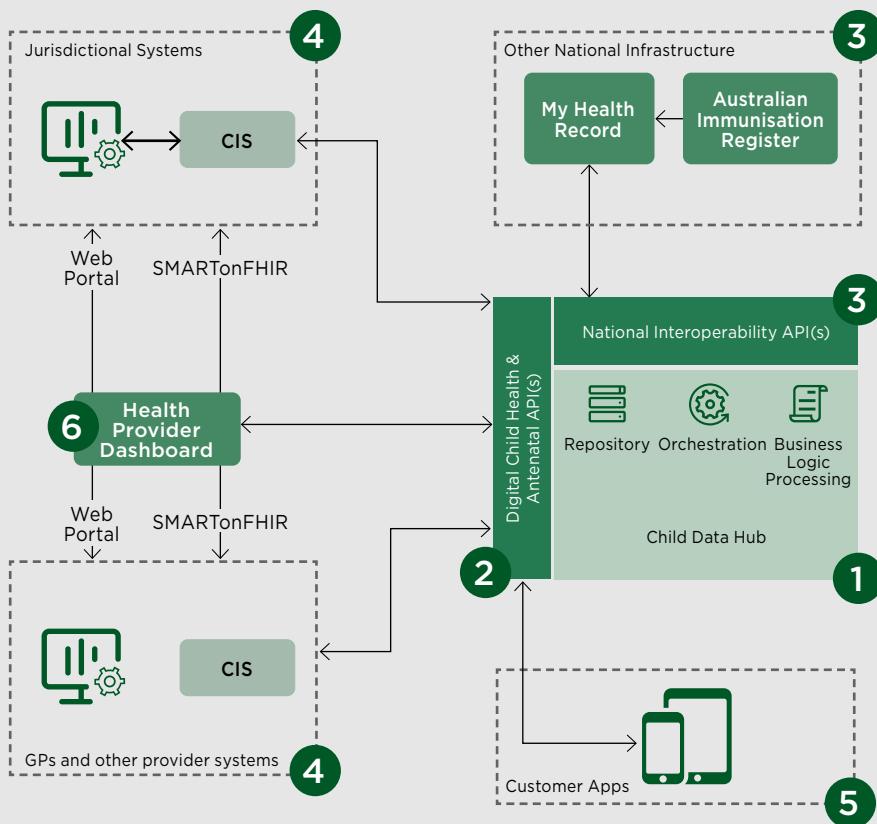 Jurisdictional Systems
4
CIS
Other National Infrastructure
3
My Health
Record
Australian
Immunisation
Register
Web
Portal
SMARTonFHIR
6
Health
Provider
Dashboard
Web
Portal
SMARTonFHIR
Digital Child Health &
Antenatal API(s)
2
3
National Interoperability API(s)
Repository
Orchestration
Business
Logic
Processing
Child Data Hub
1
CIS
GPs and other provider systems
4
Customer Apps
5